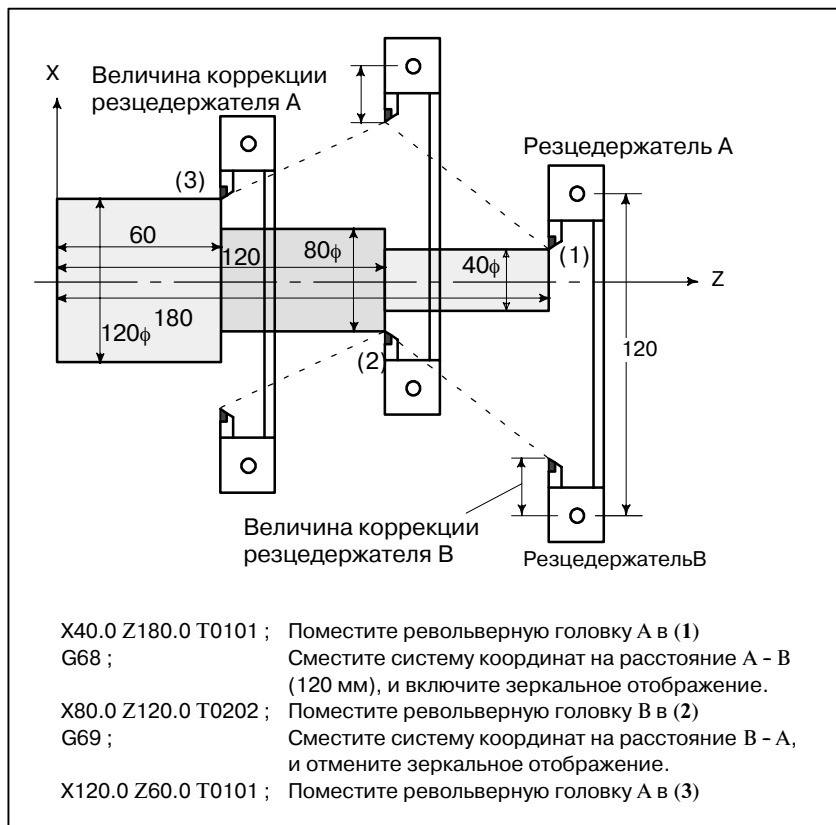 X
Величина коррекции
резцедержателя А
Резцедержатель А
(3)
60
120
80ϕ
40ϕ
(1)
Z
180
120ϕ
(2)
120
Величина коррекции
резцедержателя В
РезцедержательВ
X40.0 Z180.0 T0101 ; Поместите револьверную головку А в (1)
G68 ; Сместите систему координат на расстояние А - В
(120 мм), и включите зеркальное отображение.
X80.0 Z120.0 T0202 ; Поместите револьверную головку В в (2)
G69 ; Сместите систему координат на расстояние В - А,
и отмените зеркальное отображение.
X120.0 Z60.0 T0101 ; Поместите револьверную головку А в (3)